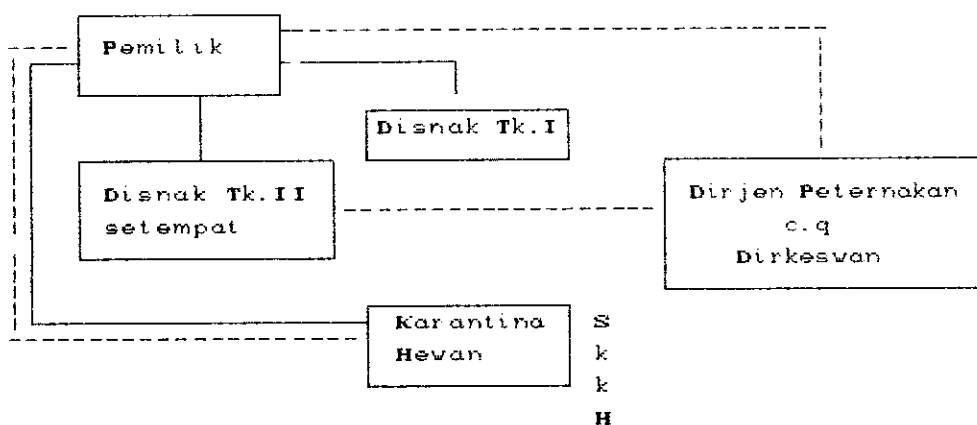 Pemilik
Disnak Tk.I
Disnak Tk.II
setempat
Dirjen Peternakan
c.q
Dirkeswan
Karantina
Hewan
S
k
k
H